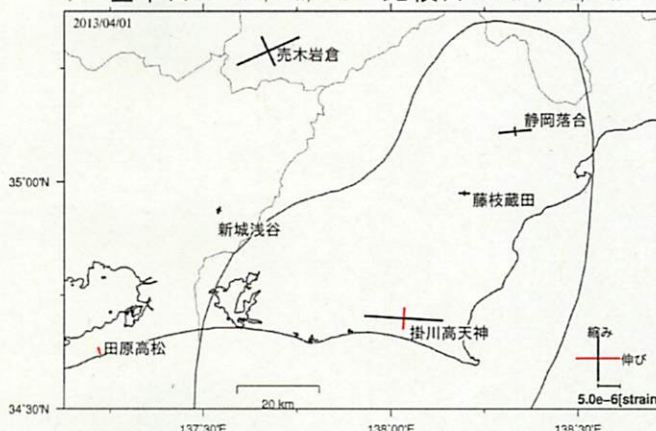 2013/04/01
売木岩倉
静岡落合
35°00'N
藤枝蔵田
新城浅谷
掛川高天神
縮み
伸び
田原高松
5.0e-6[strain
20 km
34°30'N
137°30'E
138°00'E
138°30'E